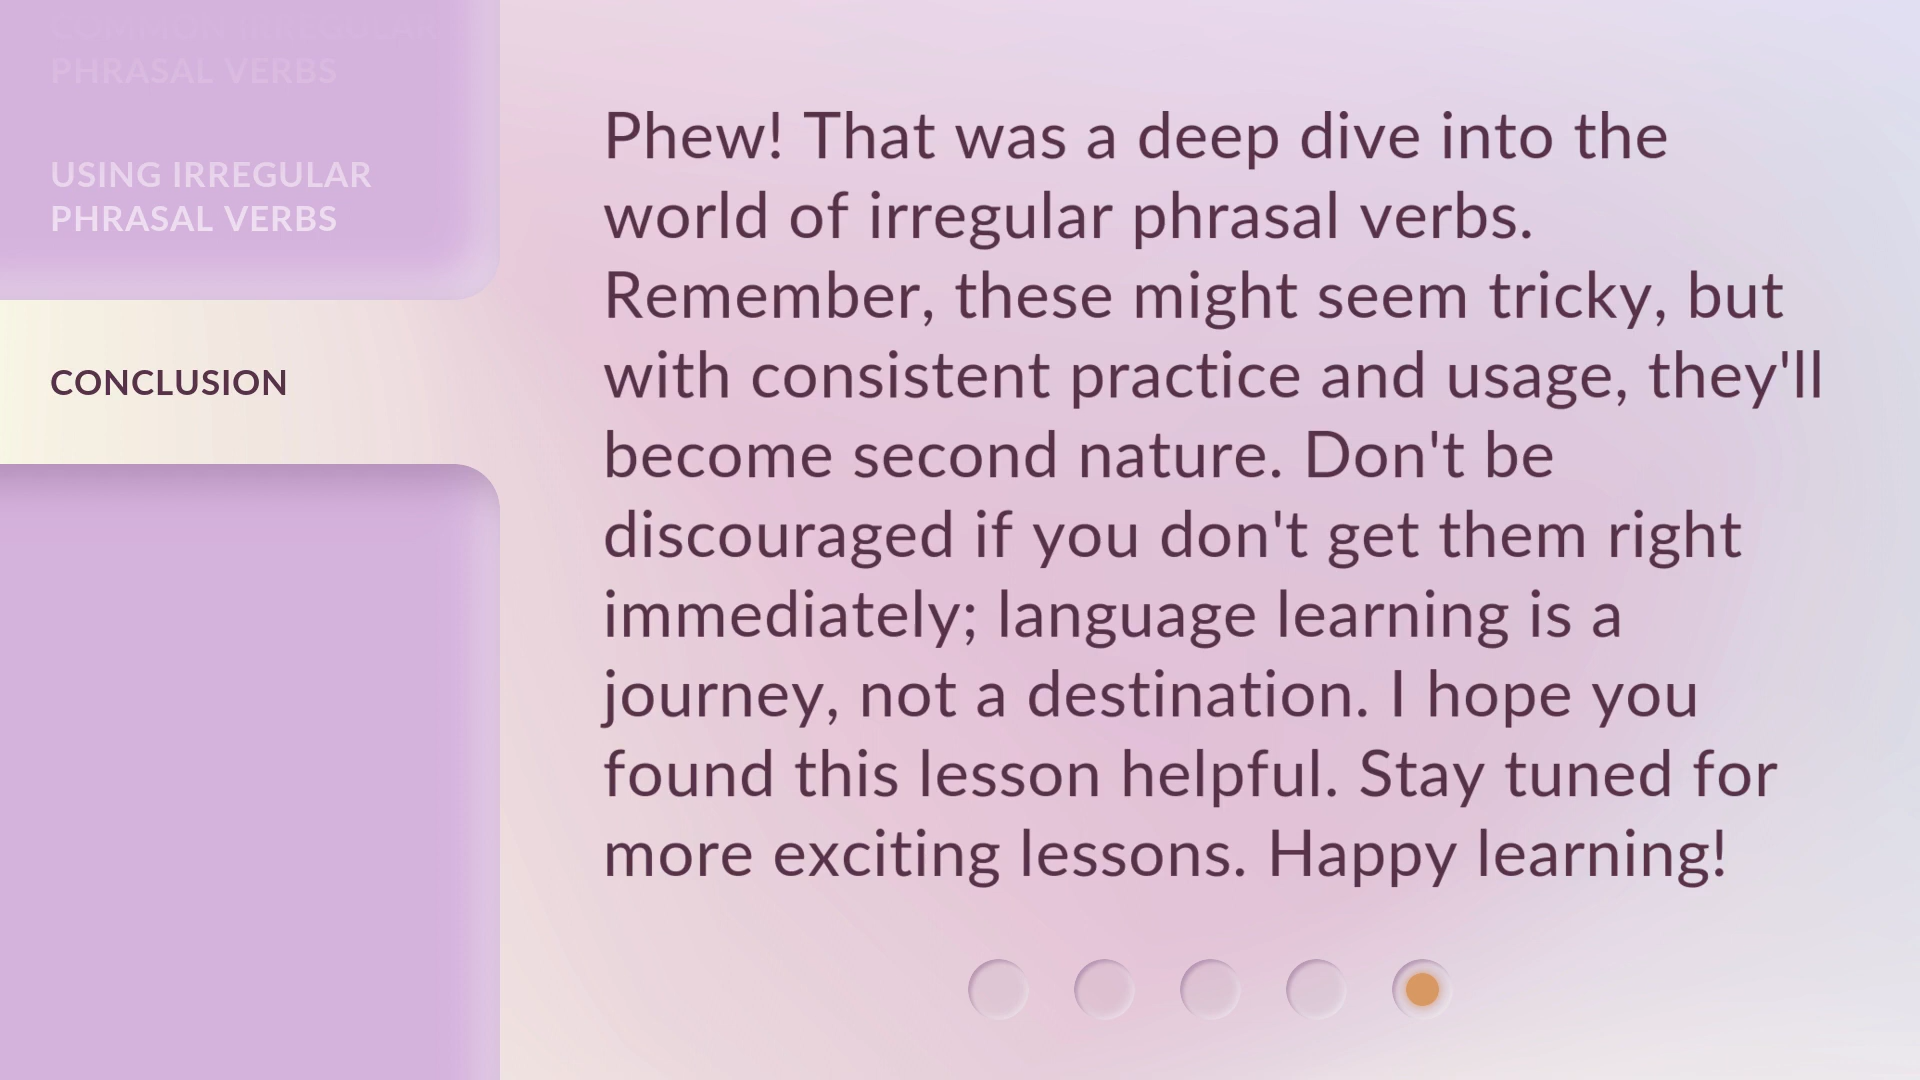 COMMON IRREGULAR
PHRASAL VERBS
USING IRREGULAR
PHRASAL VERBS
CONCLUSION
Phew! That was a deep dive into the
world of irregular phrasal verbs.
Remember, these might seem tricky, but
with consistent practice and usage, they'll
become second nature. Don't be
discouraged if you don't get them right
immediately; language learning is a
journey, not a destination. I hope you
found this lesson helpful. Stay tuned for
more exciting lessons. Happy learning!